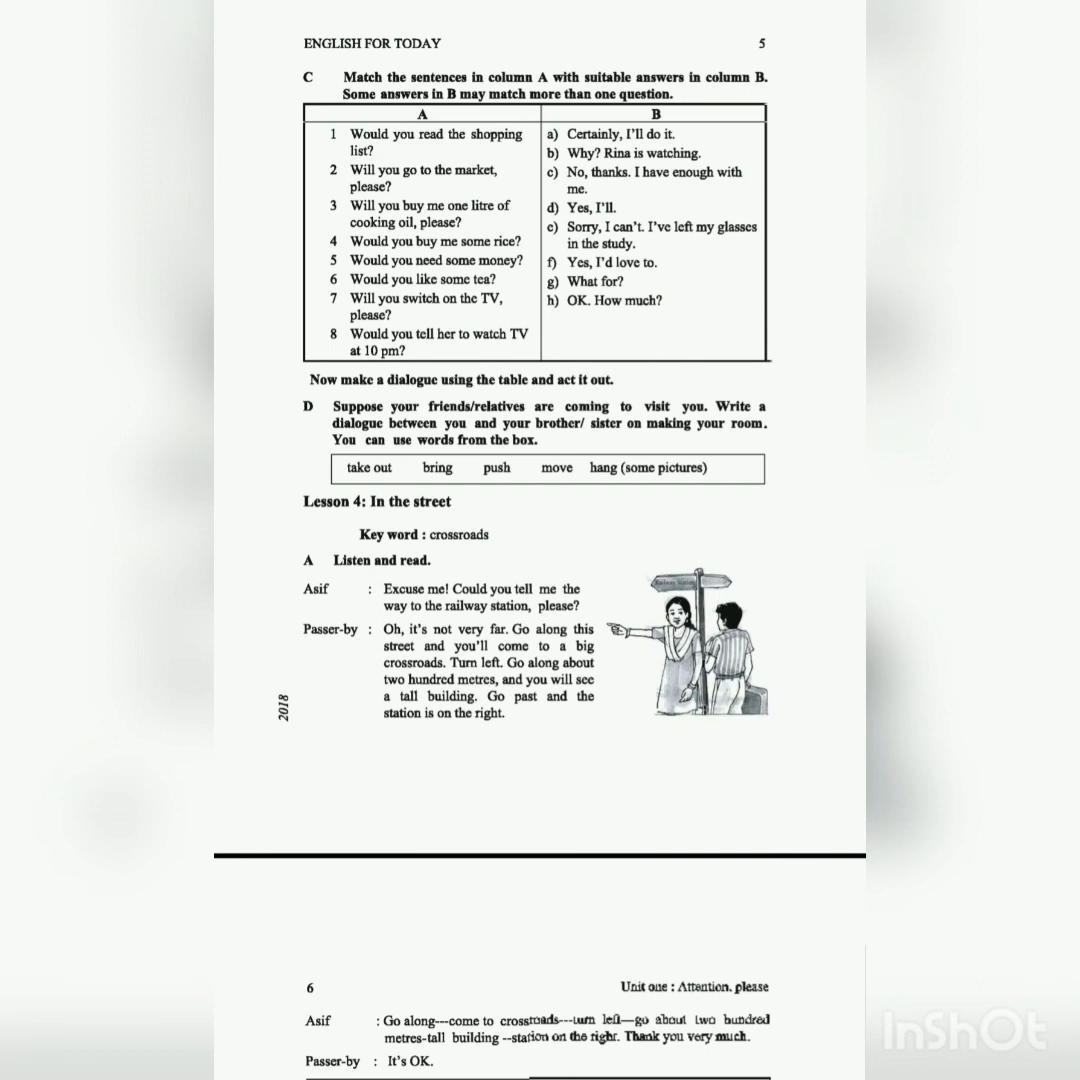 ENGLISH FOR TODAY 5
C Match the sentences in column A with suitable answers in column B.
Some answers in B may match more than one question.
A B
1 Would you read the shopping
list?
2 Will you go to the market,
please?
3 Will you buy me one litre of
cooking oil, please?
4 Would you buy me some rice?
5 Would you need some money?
6 Would you like some tea?
7 Will you switch on the TV,
please?
8 Would you tell her to watch TV
at 10 pm?
a) Certainly, I'll do it.
b) Why? Rina is watching.
c) No, thanks. I have enough with
me.
d) Yes, I'll.
e) Sorry, I can't. I've left my glasses
in the study.
f) Yes, I'd love to.
g) What for?
h) OK. How much?
Now make a dialogue using the table and act it out.
D Suppose your friends/relatives are coming to visit you. Write a
dialogue between you and your brother/ sister on making your room.
You can use words from the box.
take out bring push move hang (some pictures)
Lesson 4: In the street
Key word : crossroads
A Listen and read.
Asif : Excuse me! Could you tell me the
way to the railway station, please?
Passer-by : Oh, it's not very far. Go along this
street and you'll come to a big
crossroads. Turn left. Go along about
two hundred metres, and you will see
a tall building. Go past and the
station is on the right.
Railway Station
2018
6 Unit one : Attention. please
Asif : Go along---come to crossroads---turn left—go about two hundred
metres-tall building --station on the right. Thank you very much.
Passer-by : It's OK.
InShOt